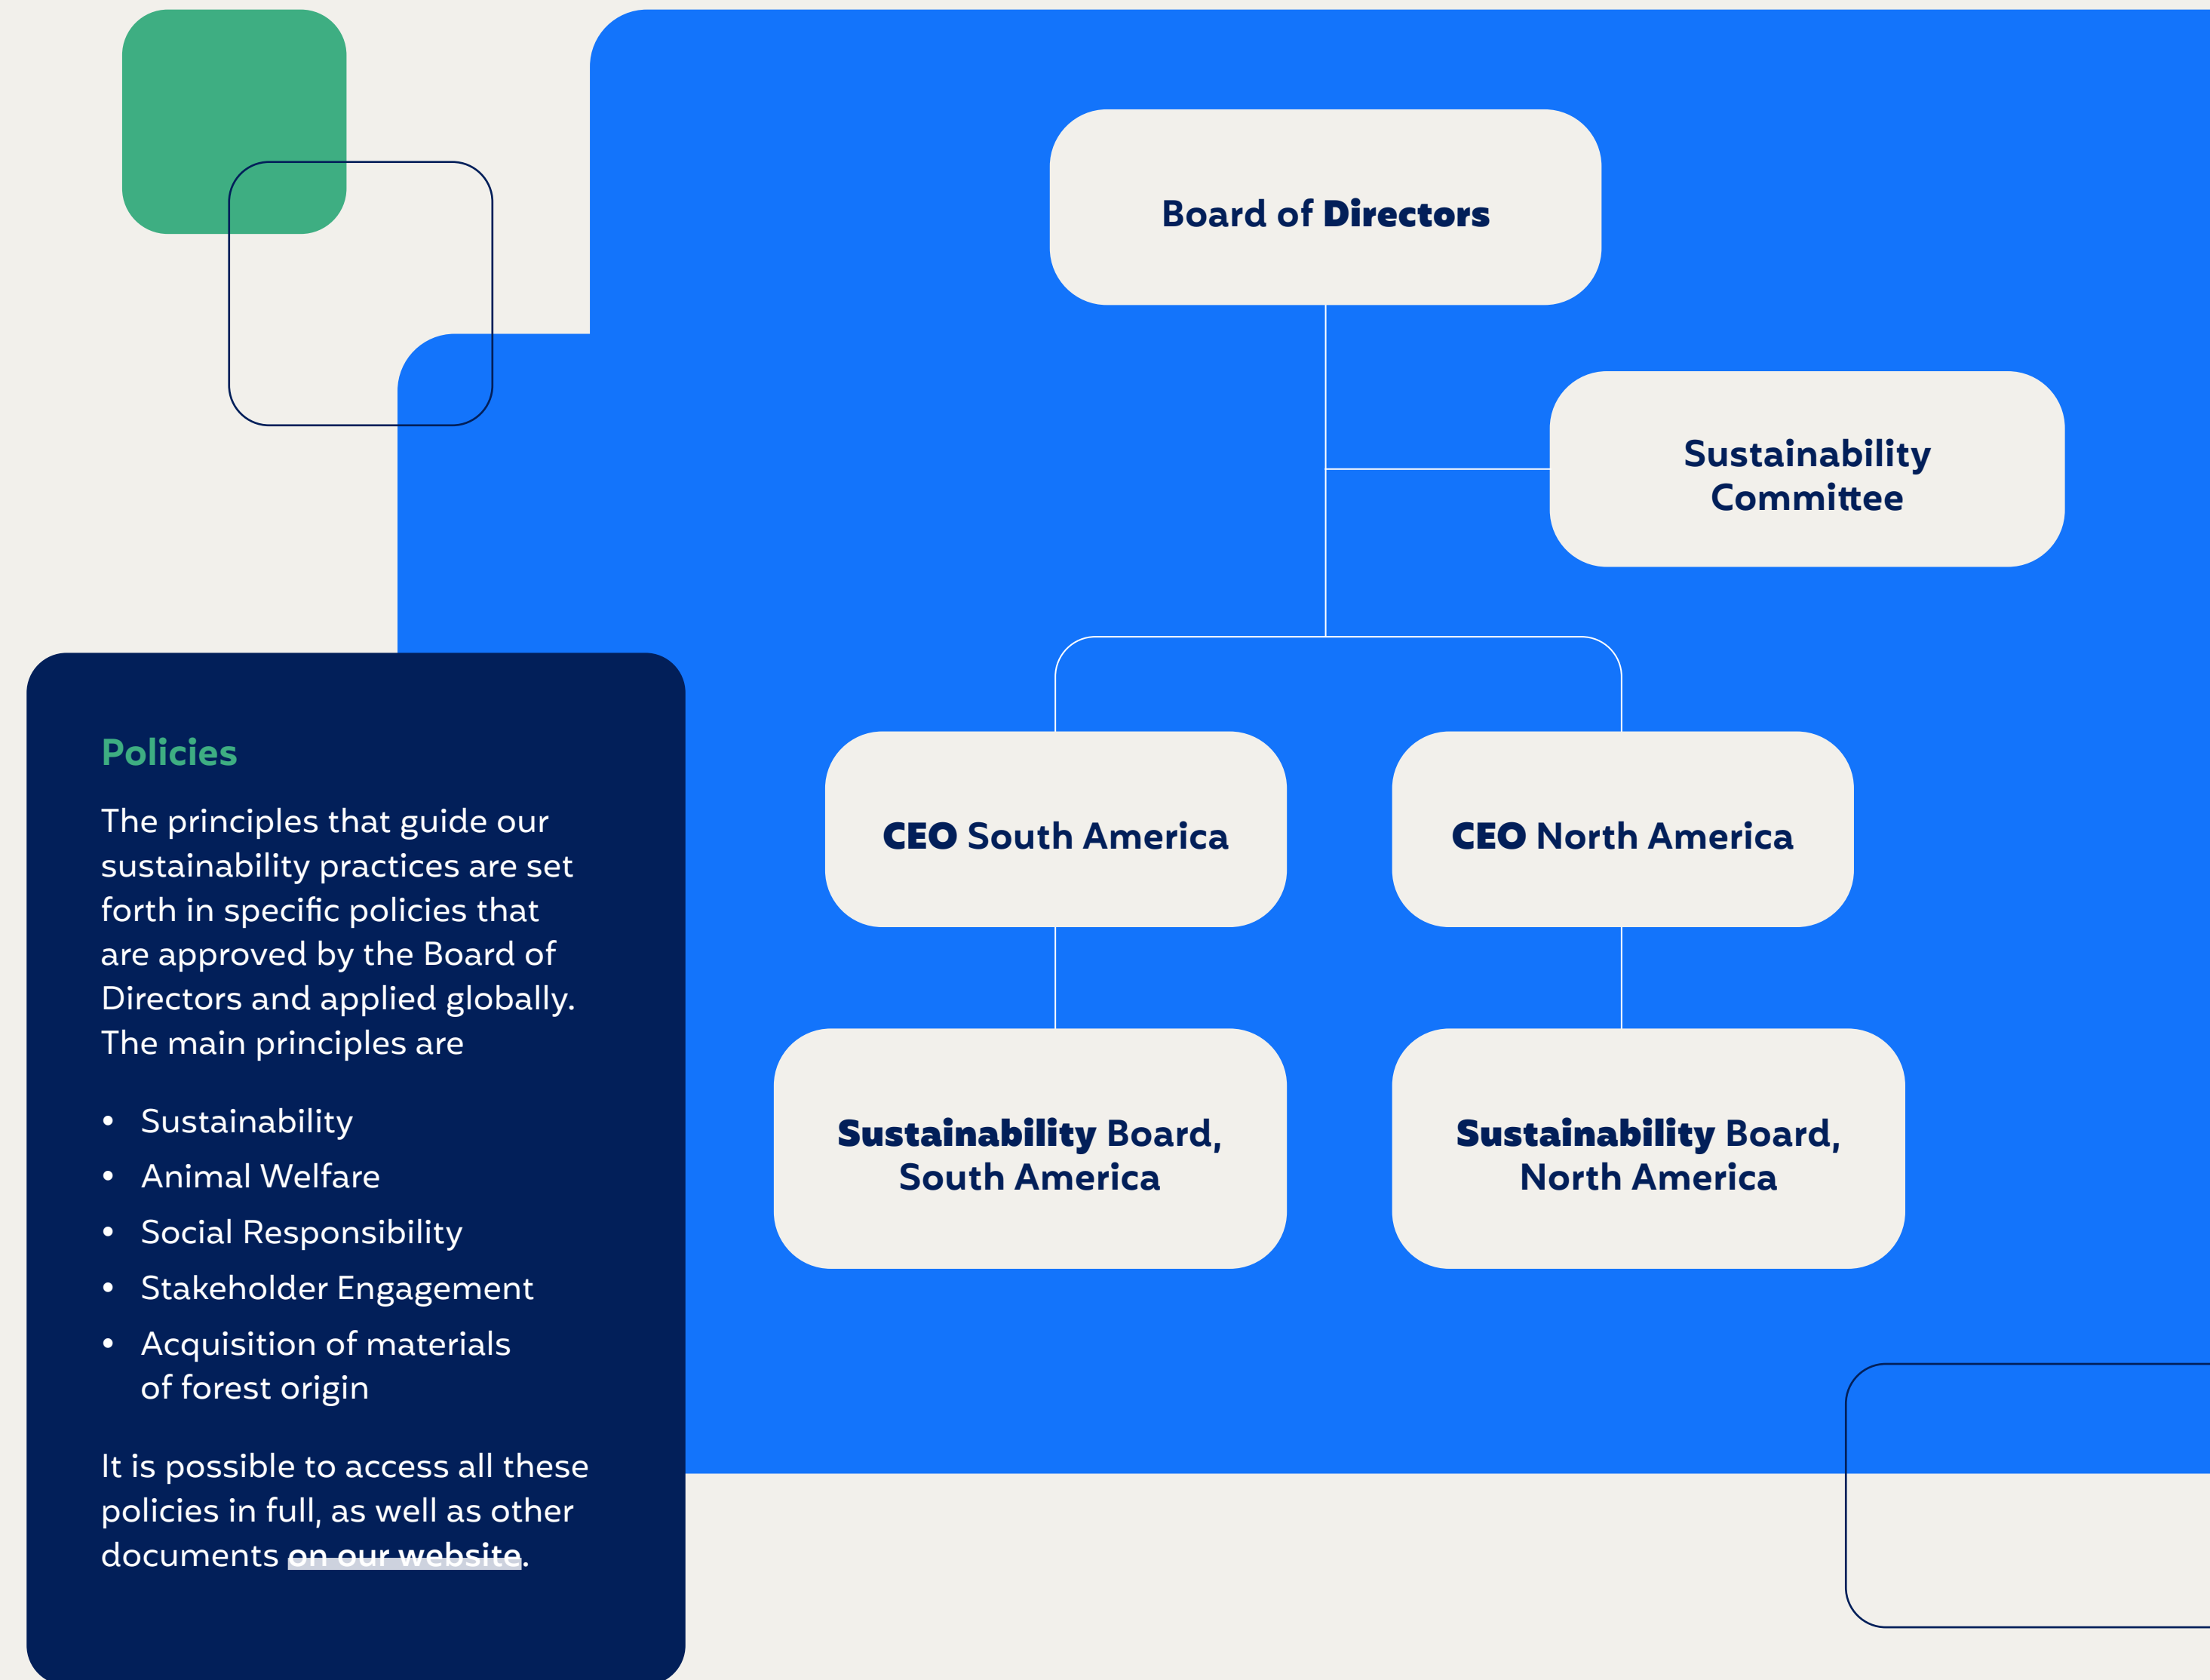 Board of Directors
Sustainability
Committee
CEO South America
CEO North America
Sustainability Board,
South America
Sustainability Board,
North America
Policies
The principles that guide our
sustainability practices are set
forth in specific policies that
are approved by the Board of
Directors and applied globally.
The main principles are
• Sustainability
• Animal Welfare
• Social Responsibility
• Stakeholder Engagement
• Acquisition of materials
of forest origin
It is possible to access all these
policies in full, as well as other
documents on our website.